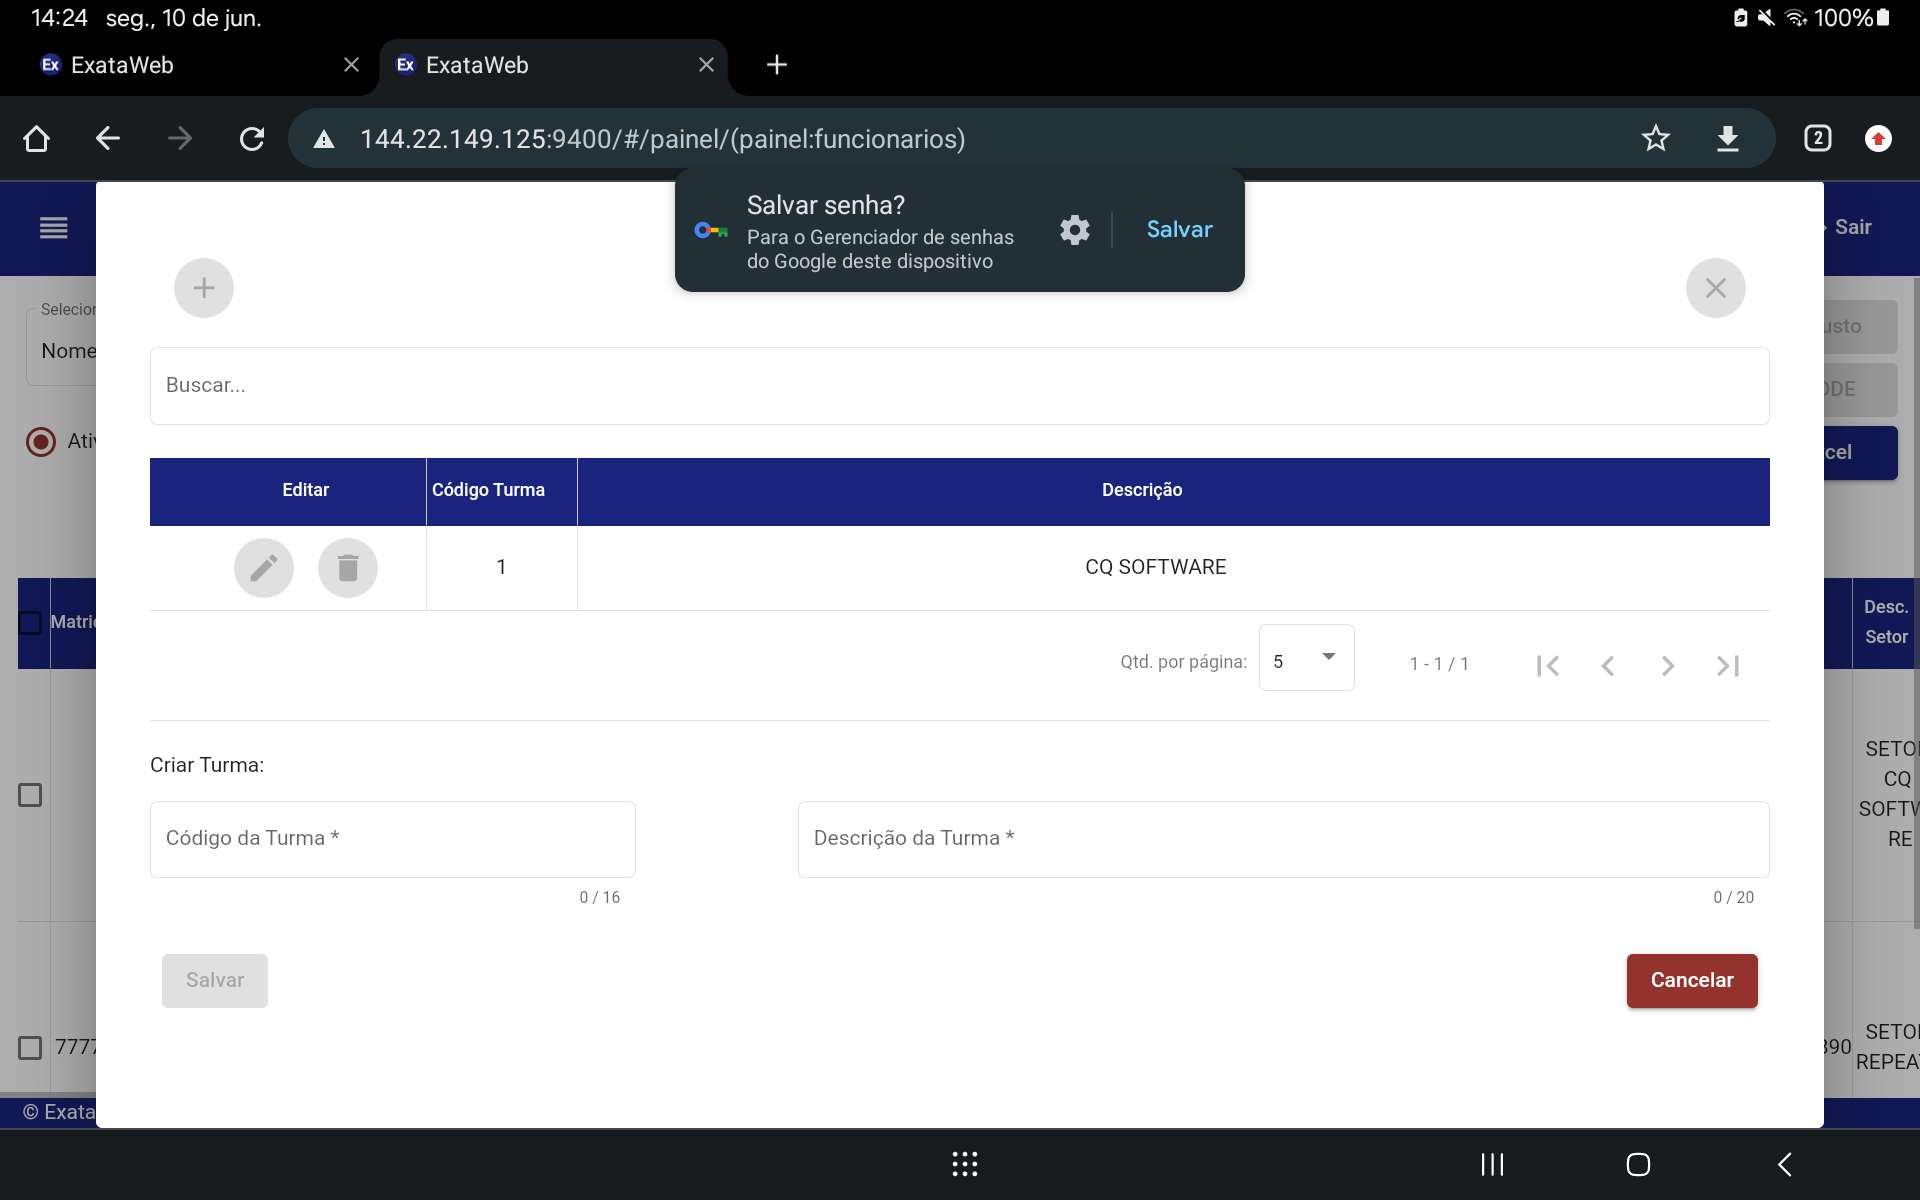 14:24 seg., 10 de jun.
100%
Ex ExataWeb
Ex ExataWeb
144.22.149.125:9400/#/painel/(painel:funcionarios)
2
Salvar senha?
Para o Gerenciador de senhas
do Google deste dispositivo
Salvar
Sair
Selecion
Nome
usto
Buscar...
ODE
Ativ
cel
Editar
Código Turma
Descrição
1
CQ SOFTWARE
Matri
Desc.
Setor
Qtd. por página:
5
1 - 1 / 1
SETO
CQ
SOFTW
RE
Criar Turma:
Código da Turma *
Descrição da Turma *
0 / 16
0 / 20
Salvar
Cancelar
7777
390
SETO
REPEA
© Exata